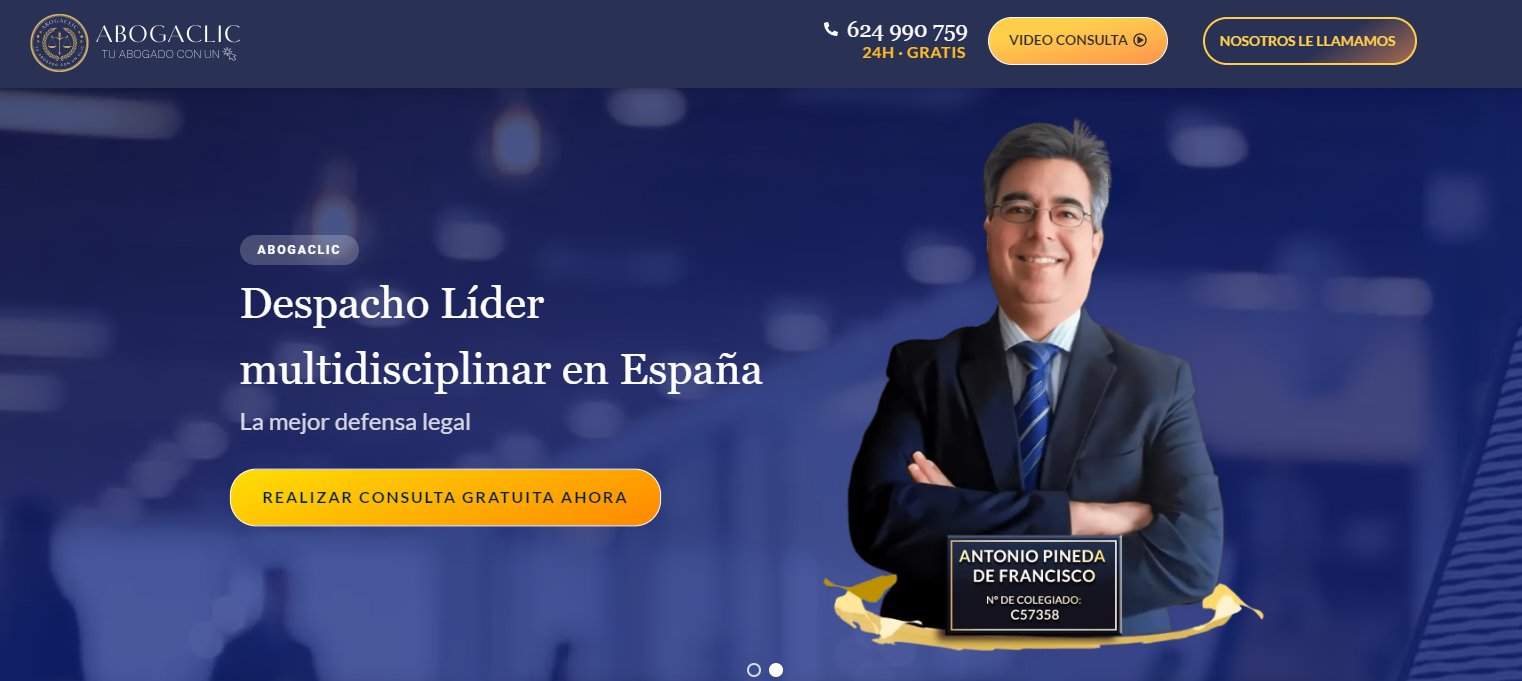 ABOGACLIC
TU ABOGADO CON UN
624 990 759
24H · GRATIS
VIDEO CONSULTA
NOSOTROS LE LLAMAMOS
ABOGACLIC
Despacho Líder
multidisciplinar en España
La mejor defensa legal
REALIZAR CONSULTA GRATUITA AHORA
ANTONIO PINEDA
DE FRANCISCO
Nº DE COLEGIADO:
C57358